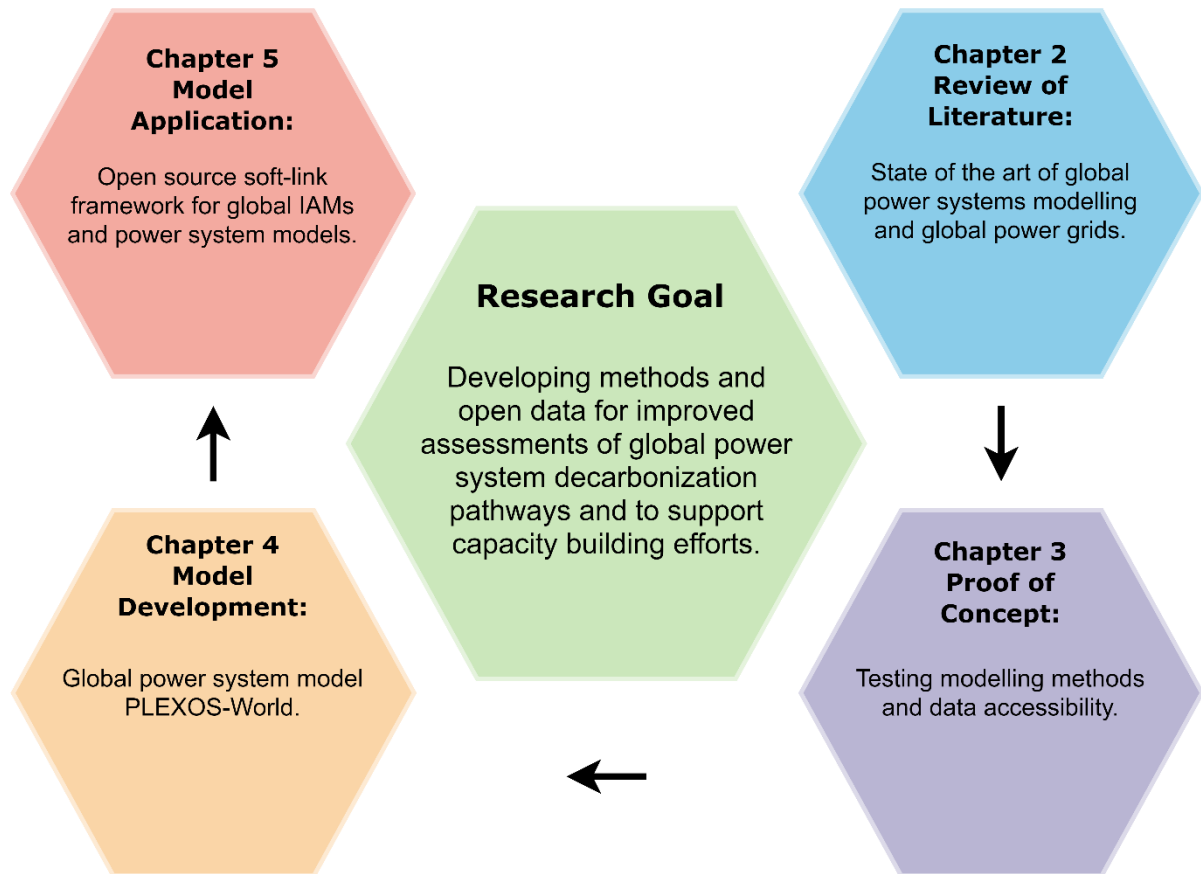 Chapter 5
Model
Application:
Open source soft-link
framework for global IAMs
and power system models.
Chapter 2
Review of
Literature:
State of the art of global
power systems modelling
and global power grids.
Research Goal
Developing methods and
open data for improved
assessments of global power
system decarbonization
pathways and to support
capacity building efforts.
Chapter 4
Model
Development:
Global power system model
PLEXOS-World.
Chapter 3
Proof of
Concept:
Testing modelling methods
and data accessibility.